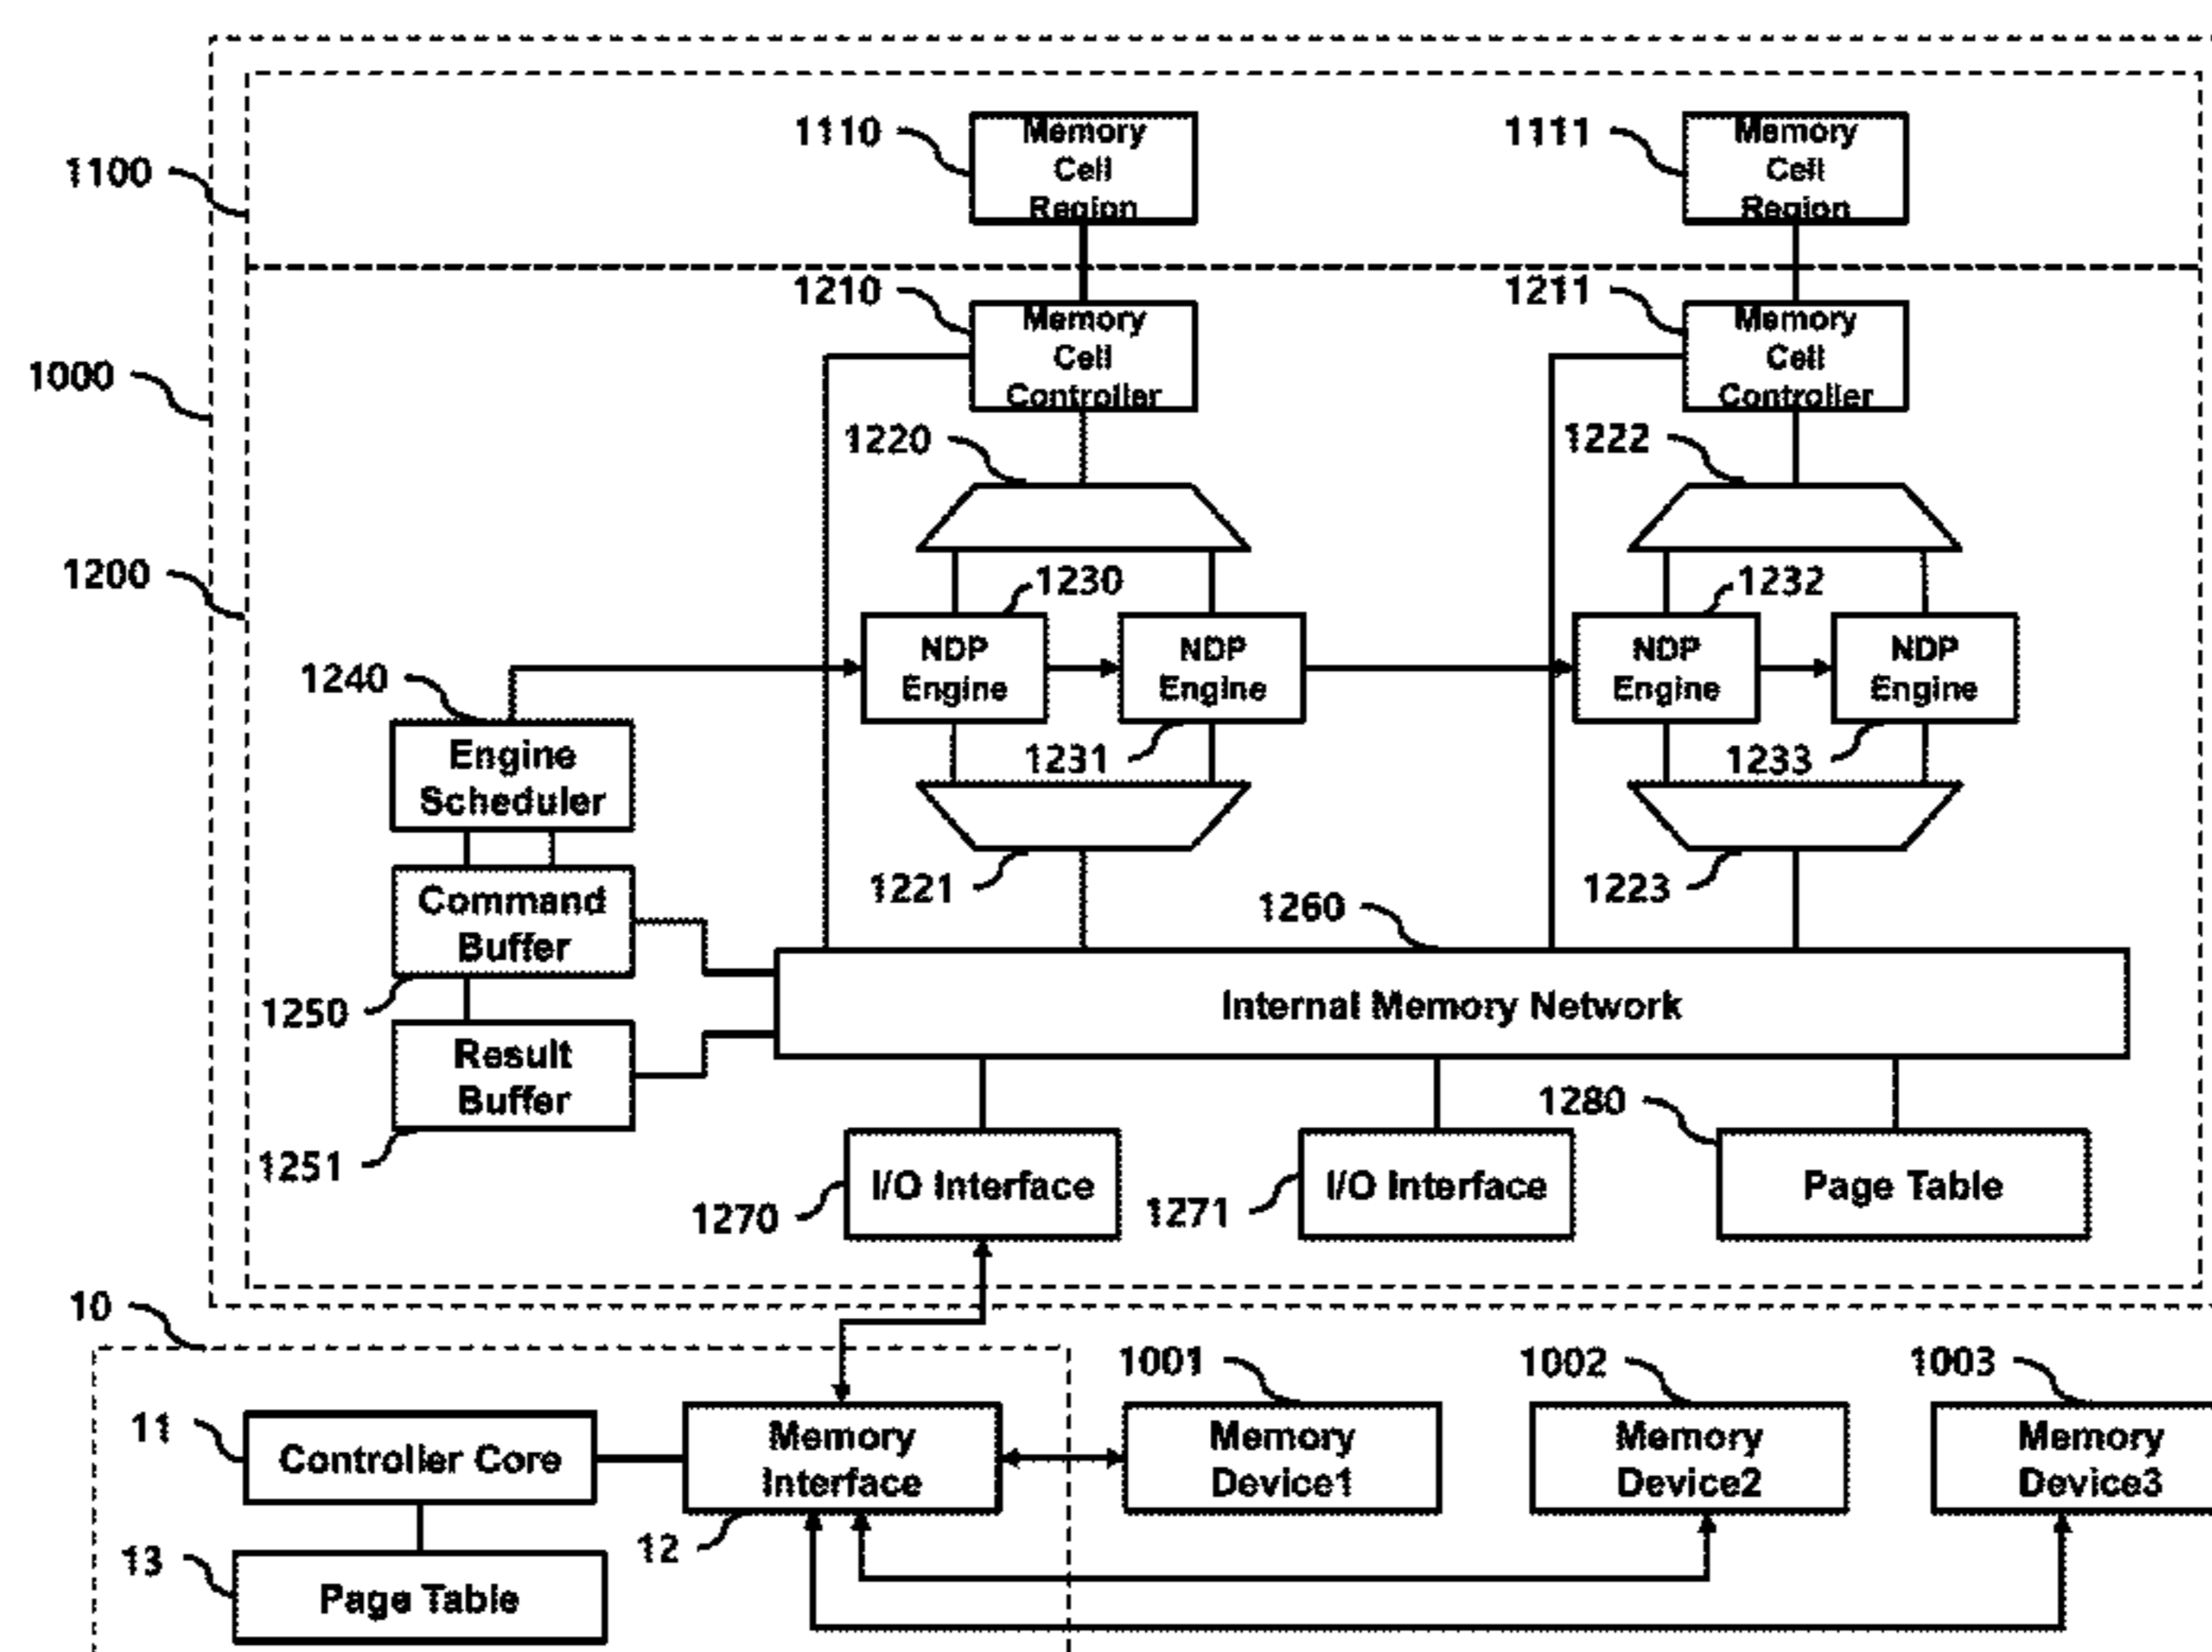 1110
Memory
Cell
Region
1111
Memory
Cell
Region
1100
1210
Memory
Cell
Controller
1211
Memory
Cell
Controller
1000
1220
1222
1200
1230
1232
NDP
Engine
NDP
Engine
NDP
Engine
NDP
Engine
1240
1231
1233
Engine
Scheduler
1221
1223
Command
Buffer
1260
1250
Internal Memory Network
Result
Buffer
1251
1280
1270
I/O Interface
1271
I/O Interface
Page Table
10
1001
1002
1003
11
Controller Core
Memory
Interface
Memory
Device1
Memory
Device2
Memory
Device3
12
13
Page Table